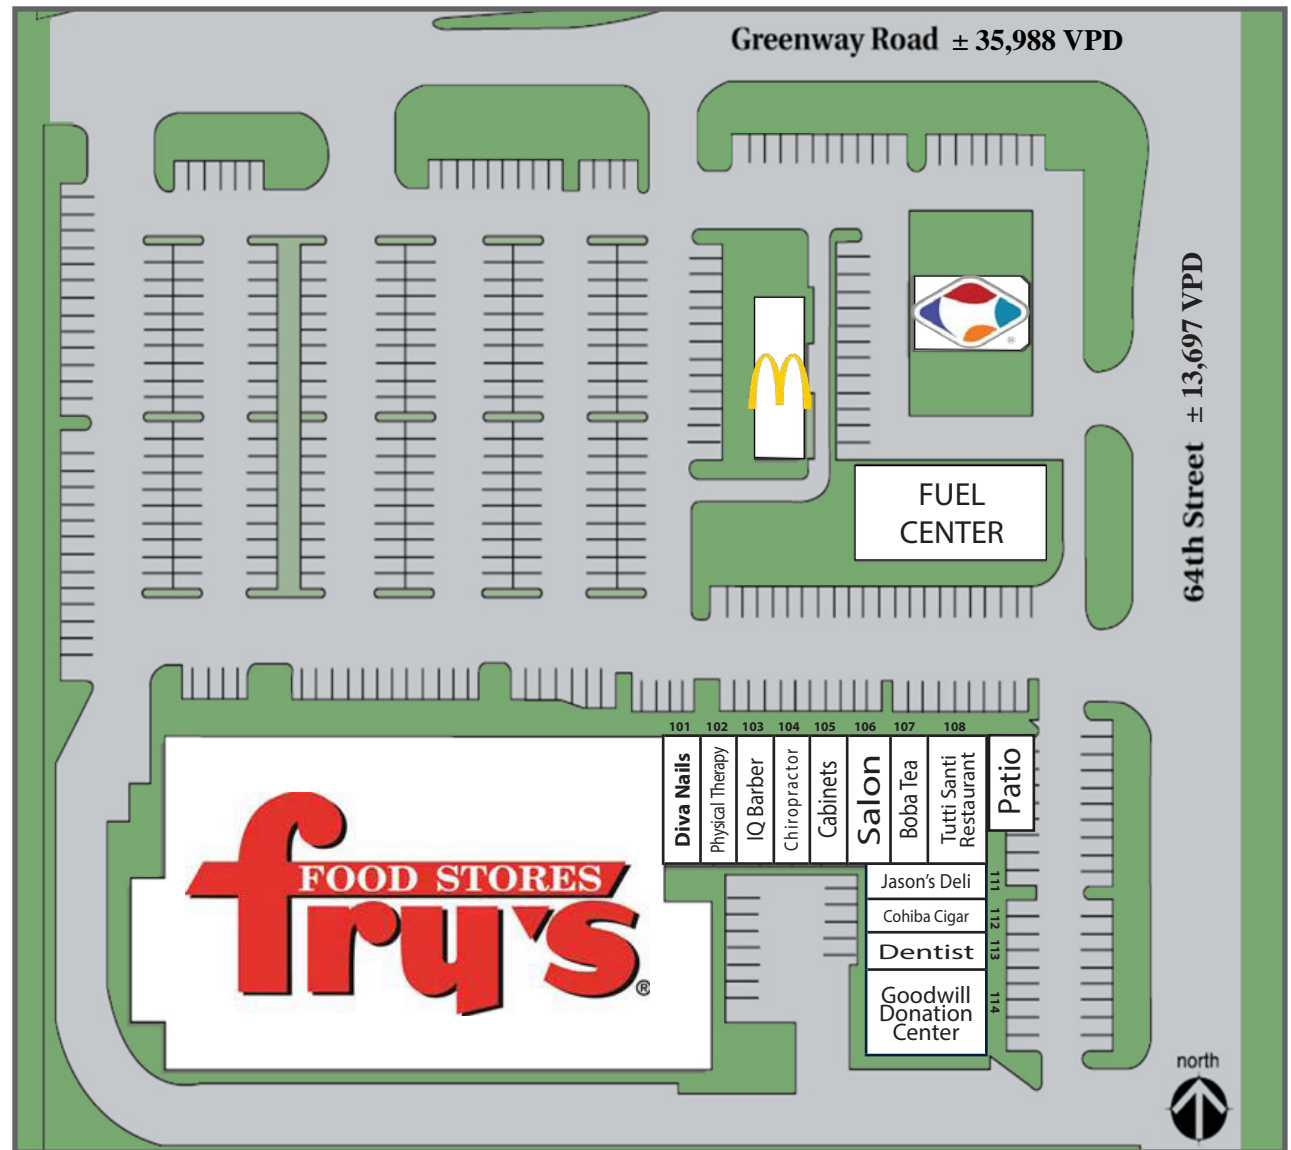 Greenway Road ± 35,988 VPD
64th Street ± 13,697 VPD
®
FUEL
CENTER
101 102 103 104 105 106 107 108
Diva Nails
Physical Therapy
IQ Barber
Chiropractor
Cabinets
Salon
Boba Tea
Tutti Santi
Restaurant
Patio
fry's
FOOD STORES
®
Jason's Deli
111
Cohiba Cigar
112
Dentist
113
Goodwill
Donation
Center
114
north